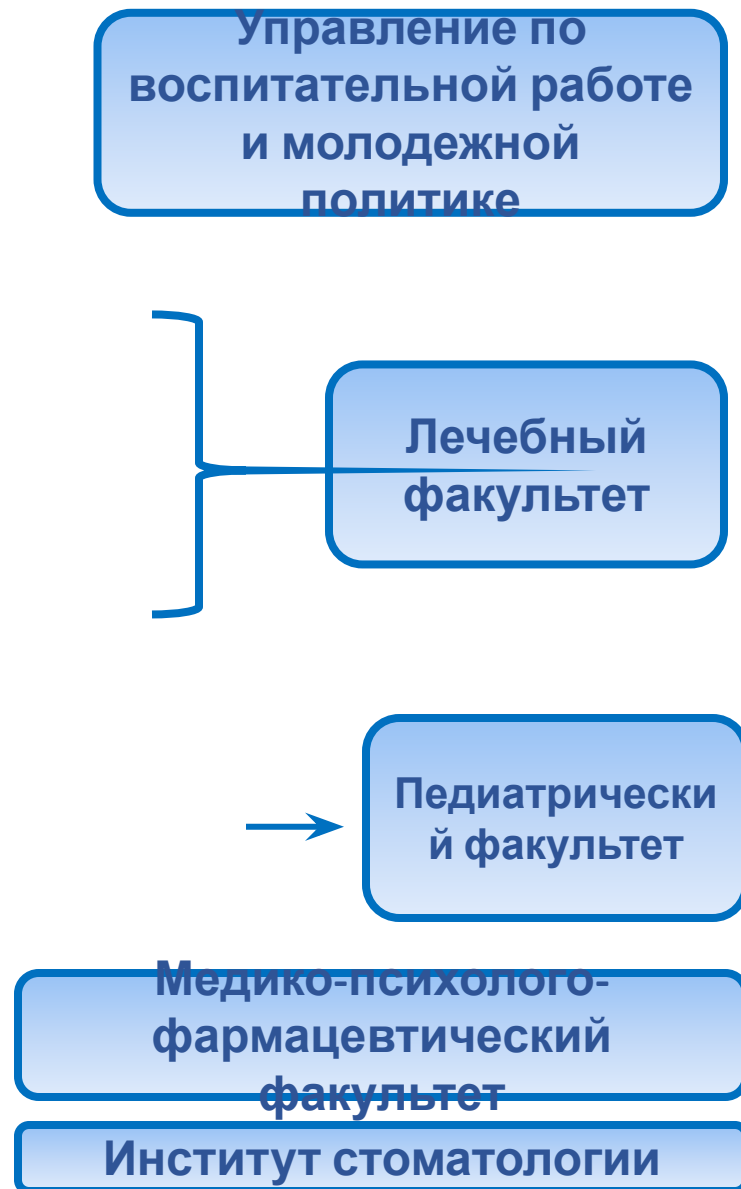 Управление по
воспитательной работе
и молодежной
политике
Лечебный
факультет
Педиатрически
й факультет
Медико-психолого-
фармацевтический
факультет
Институт стоматологии